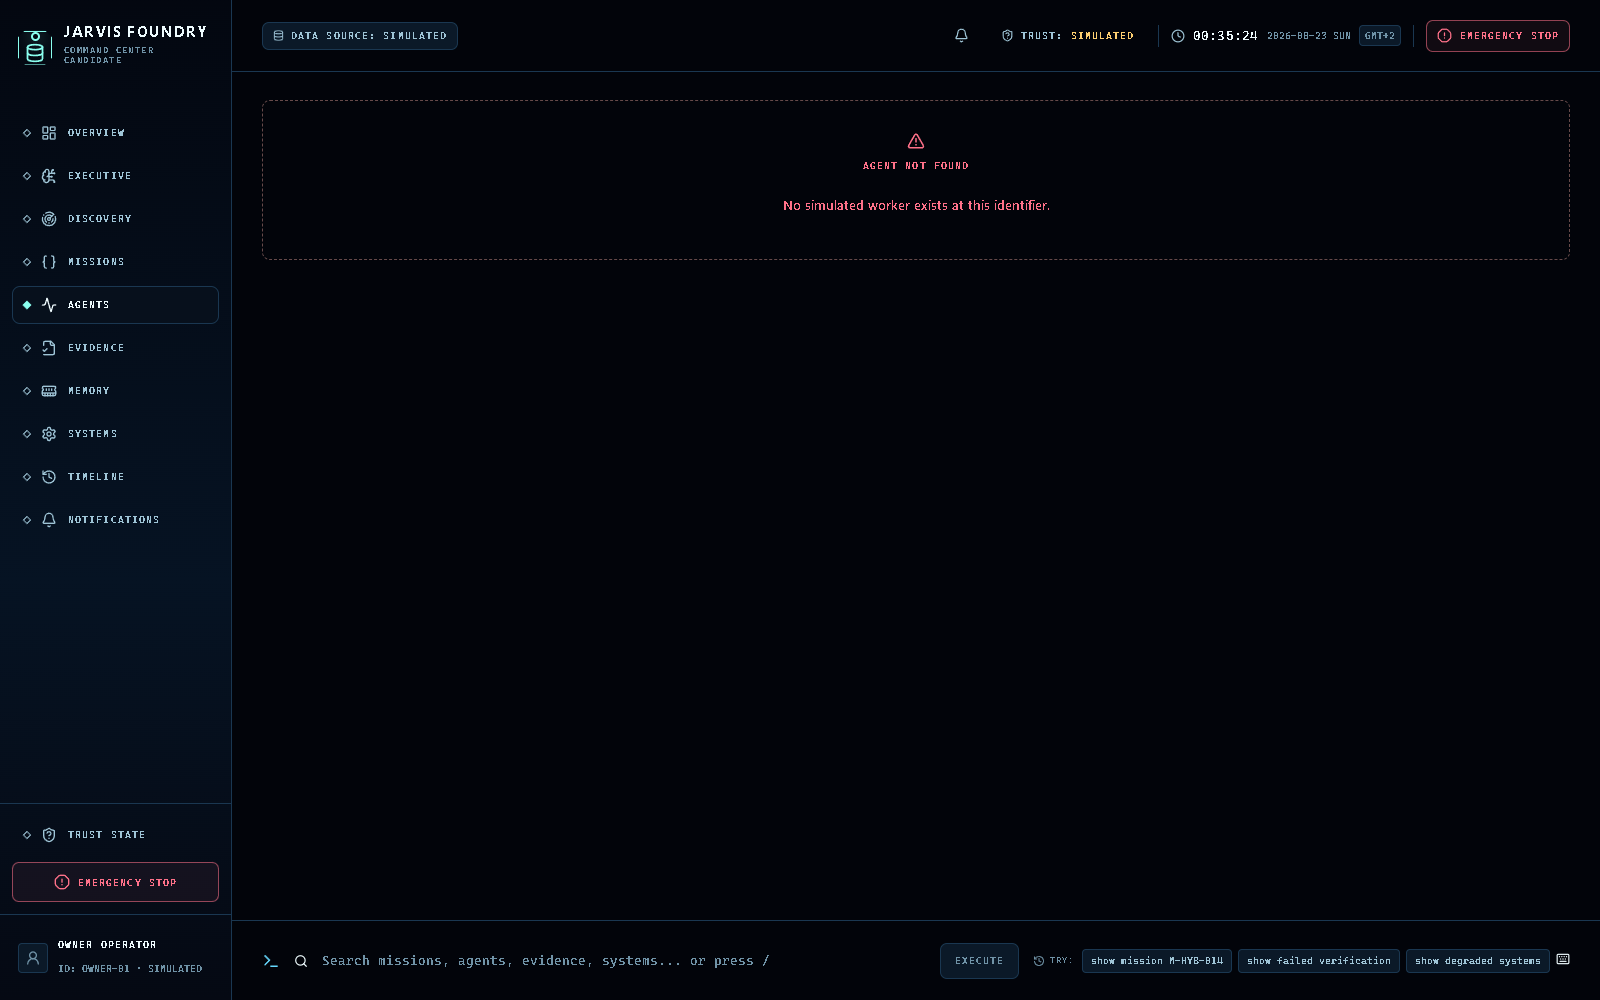 JARVIS FOUNDRY
COMMAND CENTER
CANDIDATE
OVERVIEW
EXECUTIVE
DISCOVERY
MISSIONS
AGENTS
EVIDENCE
MEMORY
SYSTEMS
TIMELINE
NOTIFICATIONS
TRUST STATE
EMERGENCY STOP
OWNER OPERATOR
ID: OWNER-01 • SIMULATED
DATA SOURCE: SIMULATED
TRUST: SIMULATED
00:35:24 2026-08-23 SUN GMT+2
EMERGENCY STOP
AGENT NOT FOUND
No simulated worker exists at this identifier.
Search missions, agents, evidence, systems... or press /
EXECUTE
TRY:
show mission M-HYB-014
show failed verification
show degraded systems